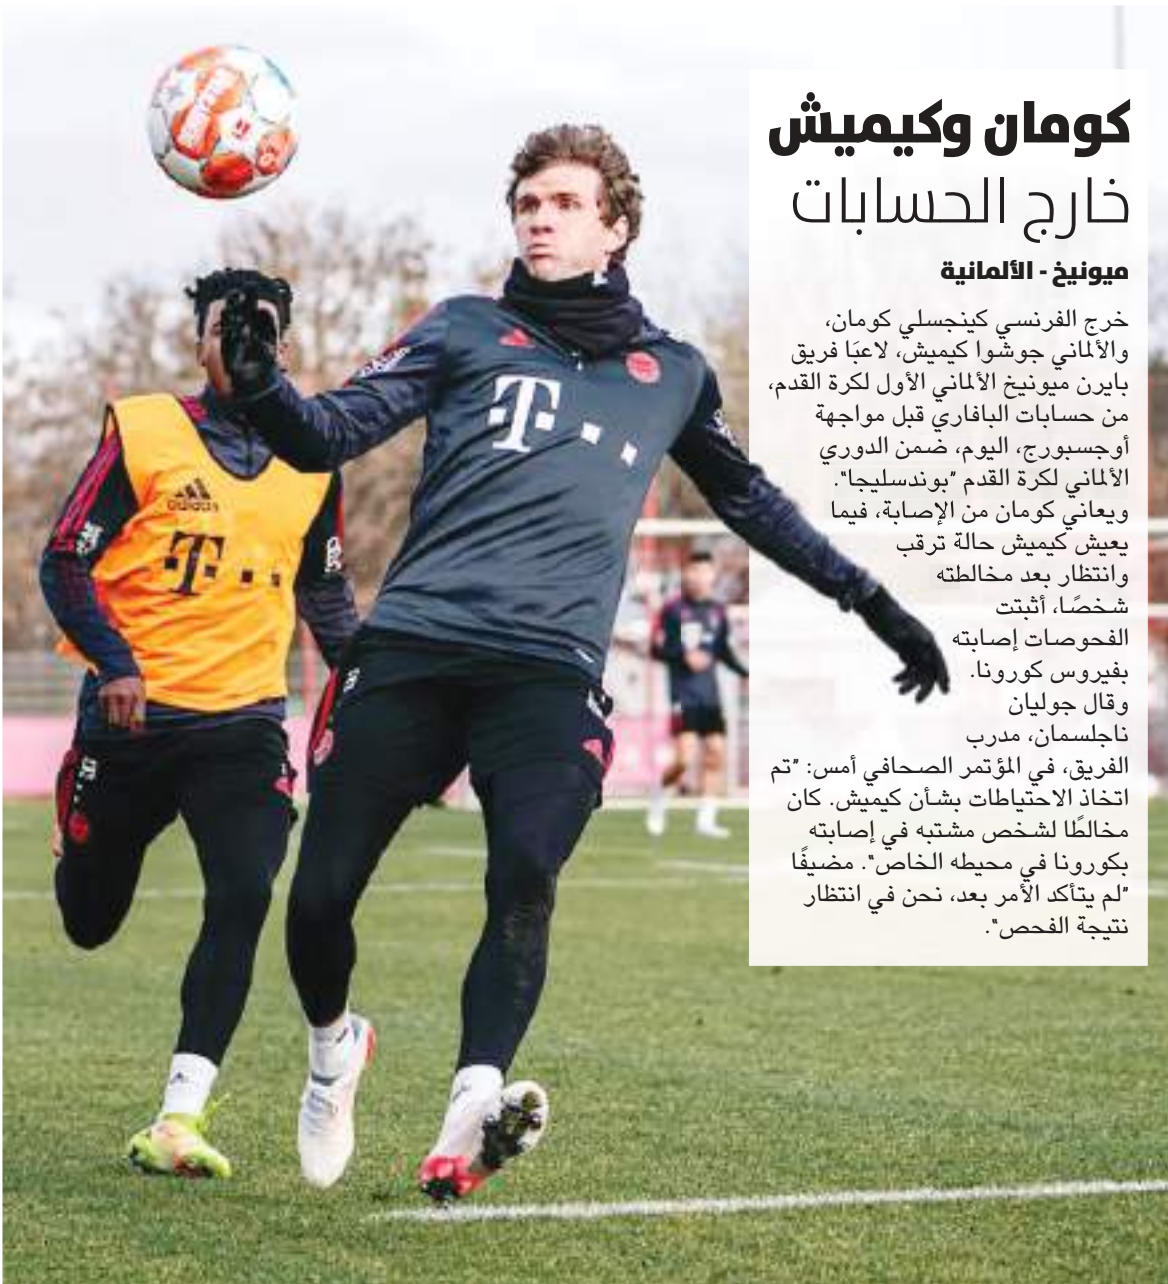 كومان وكيميش
خارج الحسابات
ميونيخ - الألمانية
خرج الفرنسي كينجسلي كومان،
والألماني جوشوا كيميش، لاعبَا فريق
بايرن ميونيخ الألماني الأول لكرة القدم،
من حسابات البافاري قبل مواجهة
أوجسبورج، اليوم، ضمن الدوري
الألماني لكرة القدم "بوندسليجا".
ويعاني كومان من الإصابة، فيما
يعيش كيميش حالة ترقب
وانتظار بعد مخالطته
شخصًا، أثبتت
الفحوصات إصابته
بفيروس كورونا.
وقال جوليان
ناجلسمان، مدرب
الفريق، في المؤتمر الصحافي أمس: "تم
اتخاذ الاحتياطات بشأن كيميش. كان
مخالطًا لشخص مشتبه في إصابته
بكورونا في محيطه الخاص". مضيفًا
"لم يتأكد الأمر بعد، نحن في انتظار
نتيجة الفحص".
T
adidas
T